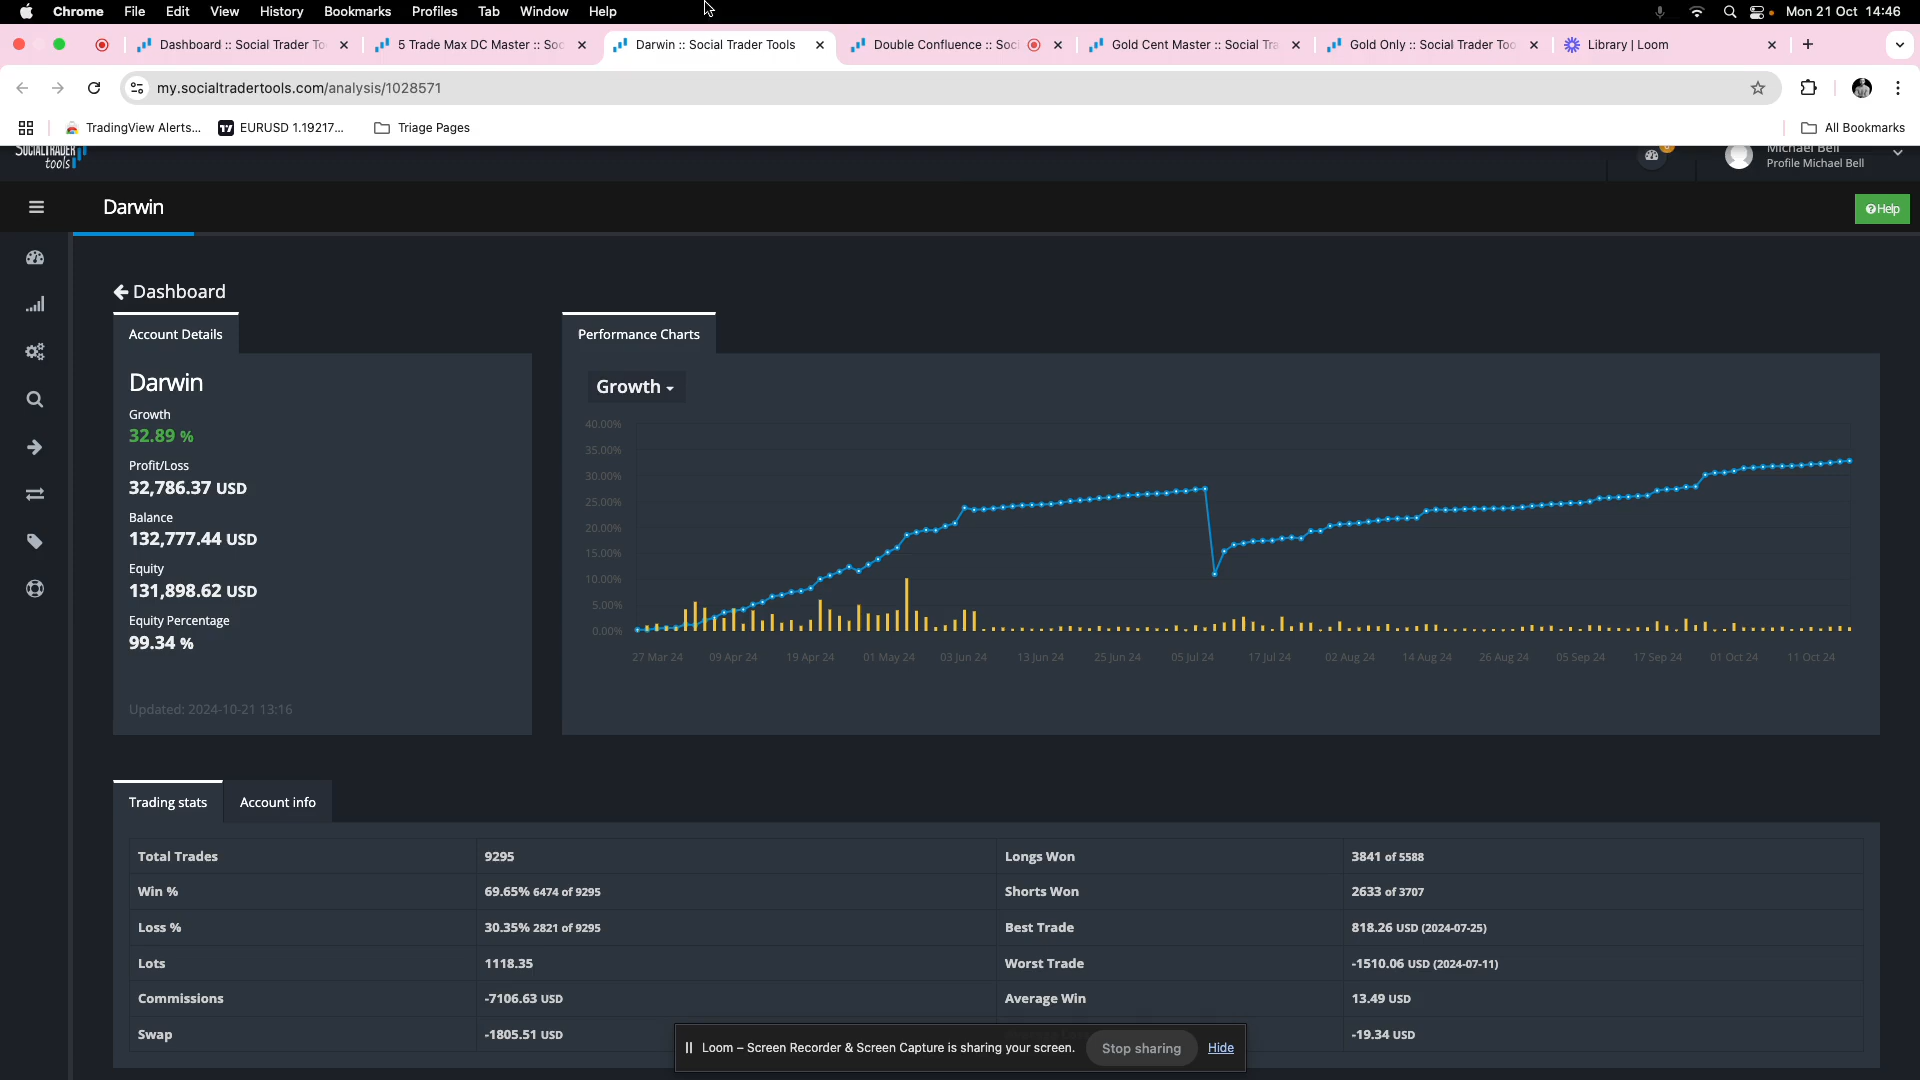 Chrome File Edit View History Bookmarks Profiles Tab Window Help Mon 21 Oct 14:46
Dashboard :: Social Trader To 5 Trade Max DC Master :: Soc Darwin :: Social Trader Tools Double Confluence :: Soci Gold Cent Master :: Social Tra Gold Only :: Social Trader Too Library | Loom
my.socialtradertools.com/analysis/1028571
TradingView Alerts... EURUSD 1.19217... Triage Pages All Bookmarks
SOCIALTRADER
tools
Michael Bell
Profile Michael Bell
Darwin
Help
Dashboard
Account Details
Darwin
Growth
32.89 %
Profit/Loss
32,786.37 USD
Balance
132,777.44 USD
Equity
131,898.62 USD
Equity Percentage
99.34 %
Updated: 2024-10-21 13:16
Performance Charts
Growth
40.00%
35.00%
30.00%
25.00%
20.00%
15.00%
10.00%
5.00%
0.00%
27 Mar 24 09 Apr 24 19 Apr 24 01 May 24 03 Jun 24 13 Jun 24 25 Jun 24 05 Jul 24 17 Jul 24 02 Aug 24 14 Aug 24 26 Aug 24 05 Sep 24 17 Sep 24 01 Oct 24 11 Oct 24
Trading stats Account info
Total Trades 9295 Longs Won 3841 of 5588
Win % 69.65% 6474 of 9295 Shorts Won 2633 of 3707
Loss % 30.35% 2821 of 9295 Best Trade 818.26 USD (2024-07-25)
Lots 1118.35 Worst Trade -1510.06 USD (2024-07-11)
Commissions -7106.63 USD Average Win 13.49 USD
Swap -1805.51 USD -19.34 USD
Loom – Screen Recorder & Screen Capture is sharing your screen. Stop sharing Hide